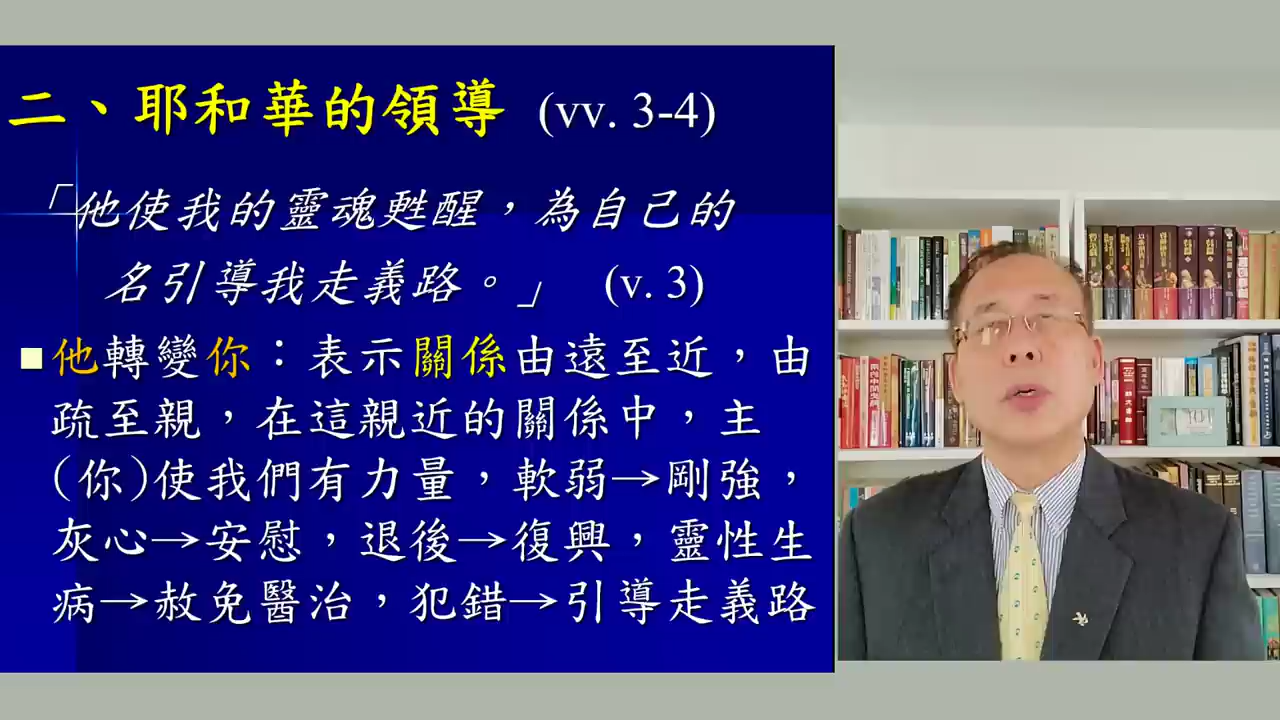 二、耶和華的領導 (vv. 3-4)
「他使我的靈魂甦醒，為自己的
名引導我走義路。」 (v. 3)
■他轉變你：表示關係由遠至近，由
疏至親，在這親近的關係中，主
(你)使我們有力量，軟弱→剛強，
灰心→安慰，退後→復興，靈性生
病→赦免醫治，犯錯→引導走義路